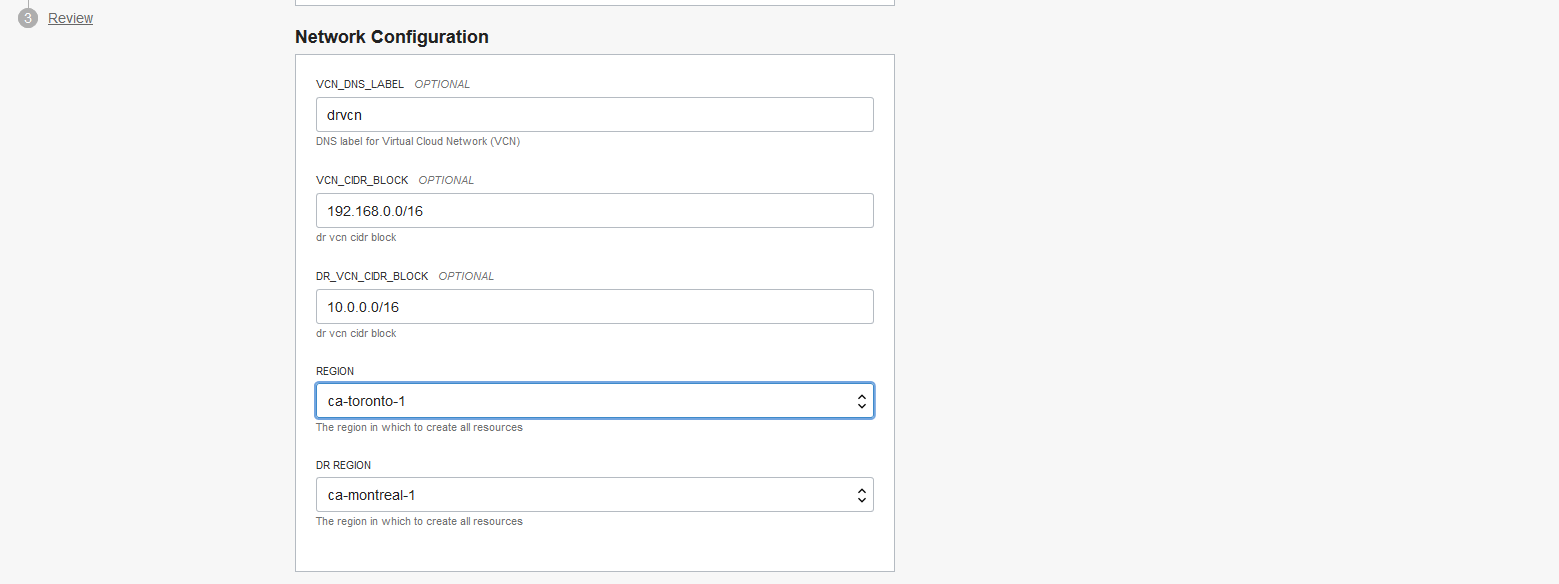 3 Review
Network Configuration
VCN_DNS_LABEL OPTIONAL
drvcn
DNS label for Virtual Cloud Network (VCN)
VCN_CIDR_BLOCK OPTIONAL
192.168.0.0/16
dr vcn cidr block
DR_VCN_CIDR_BLOCK OPTIONAL
10.0.0.0/16
dr vcn cidr block
REGION
ca-toronto-1
The region in which to create all resources
DR REGION
ca-montreal-1
The region in which to create all resources